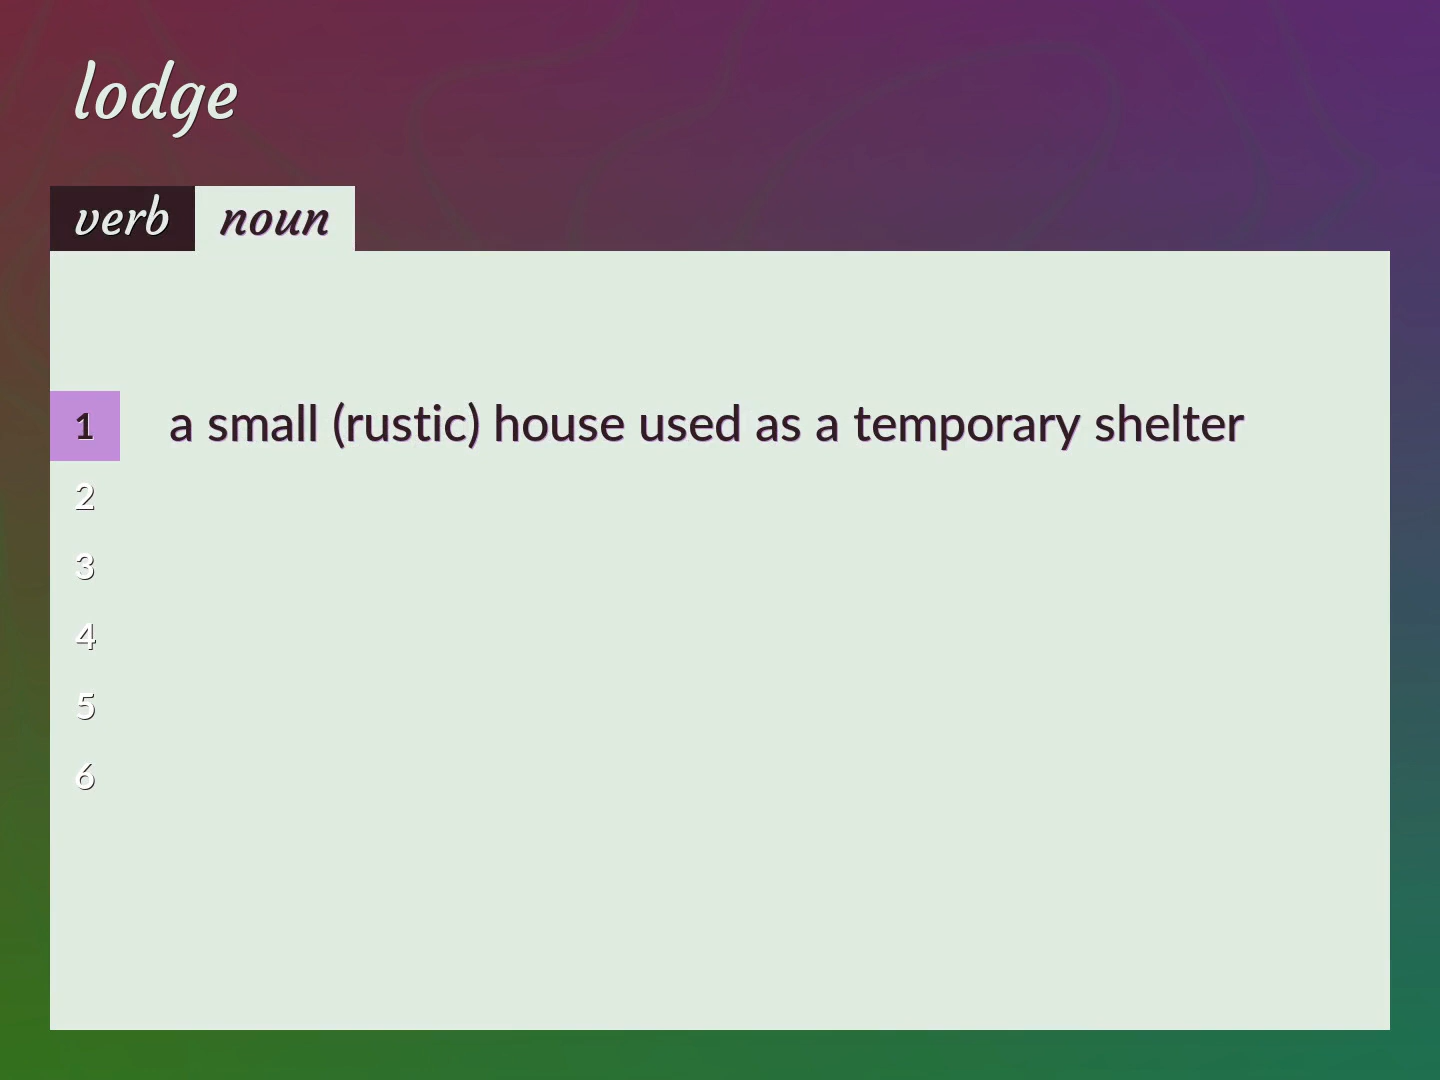 lodge
verb noun
1 a small (rustic) house used as a temporary shelter
2
3
4
5
6